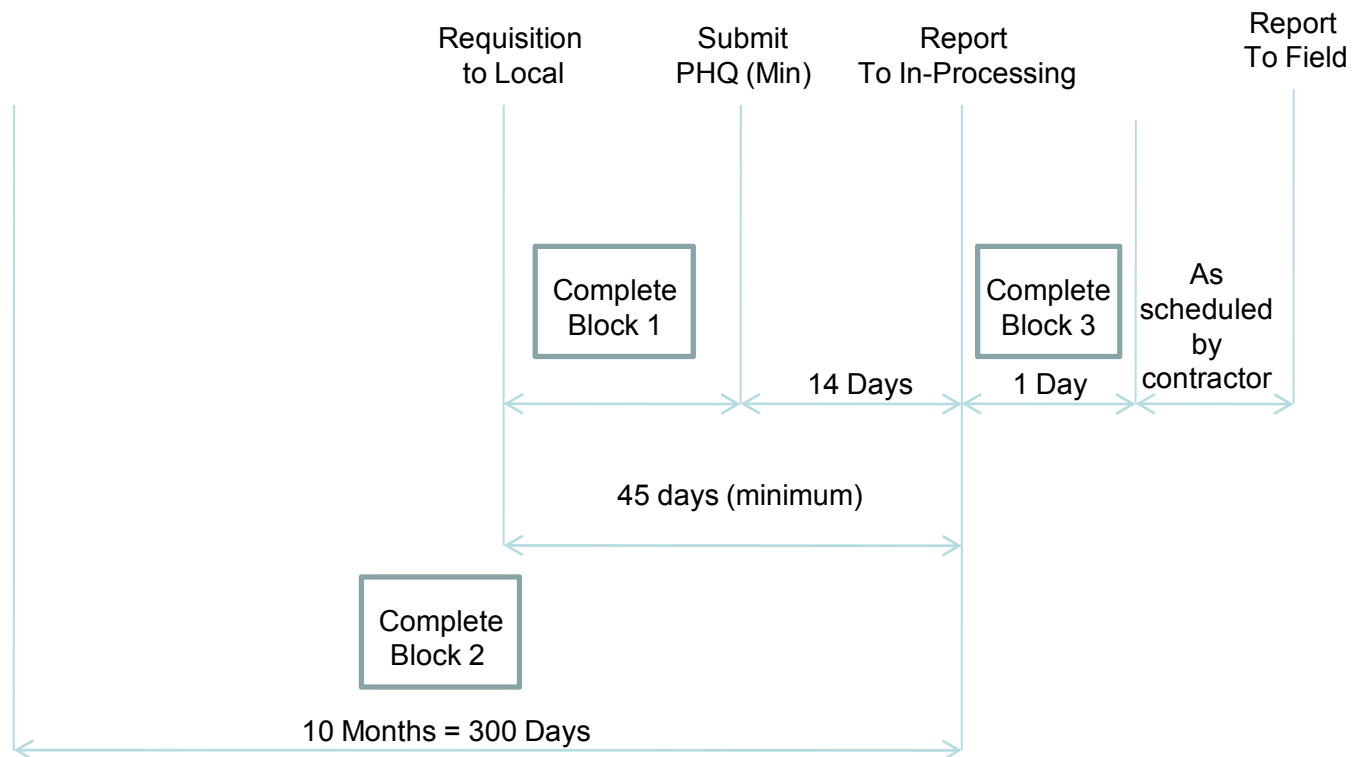 Requisition
to Local
Submit
PHQ (Min)
Report
To In-Processing
Report
To Field
Complete
Block 1
Complete
Block 3
As
scheduled
by
contractor
14 Days
1 Day
45 days (minimum)
Complete
Block 2
10 Months = 300 Days